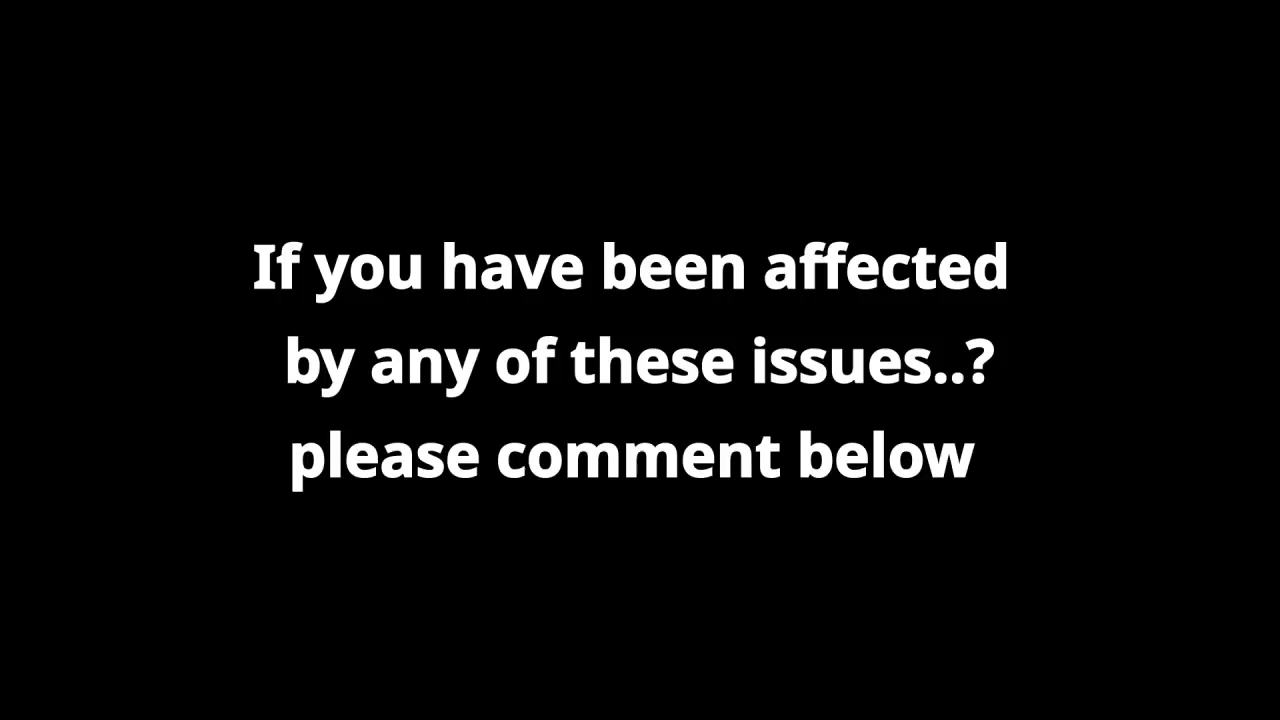 If you have been affected
by any of these issues..?
please comment below